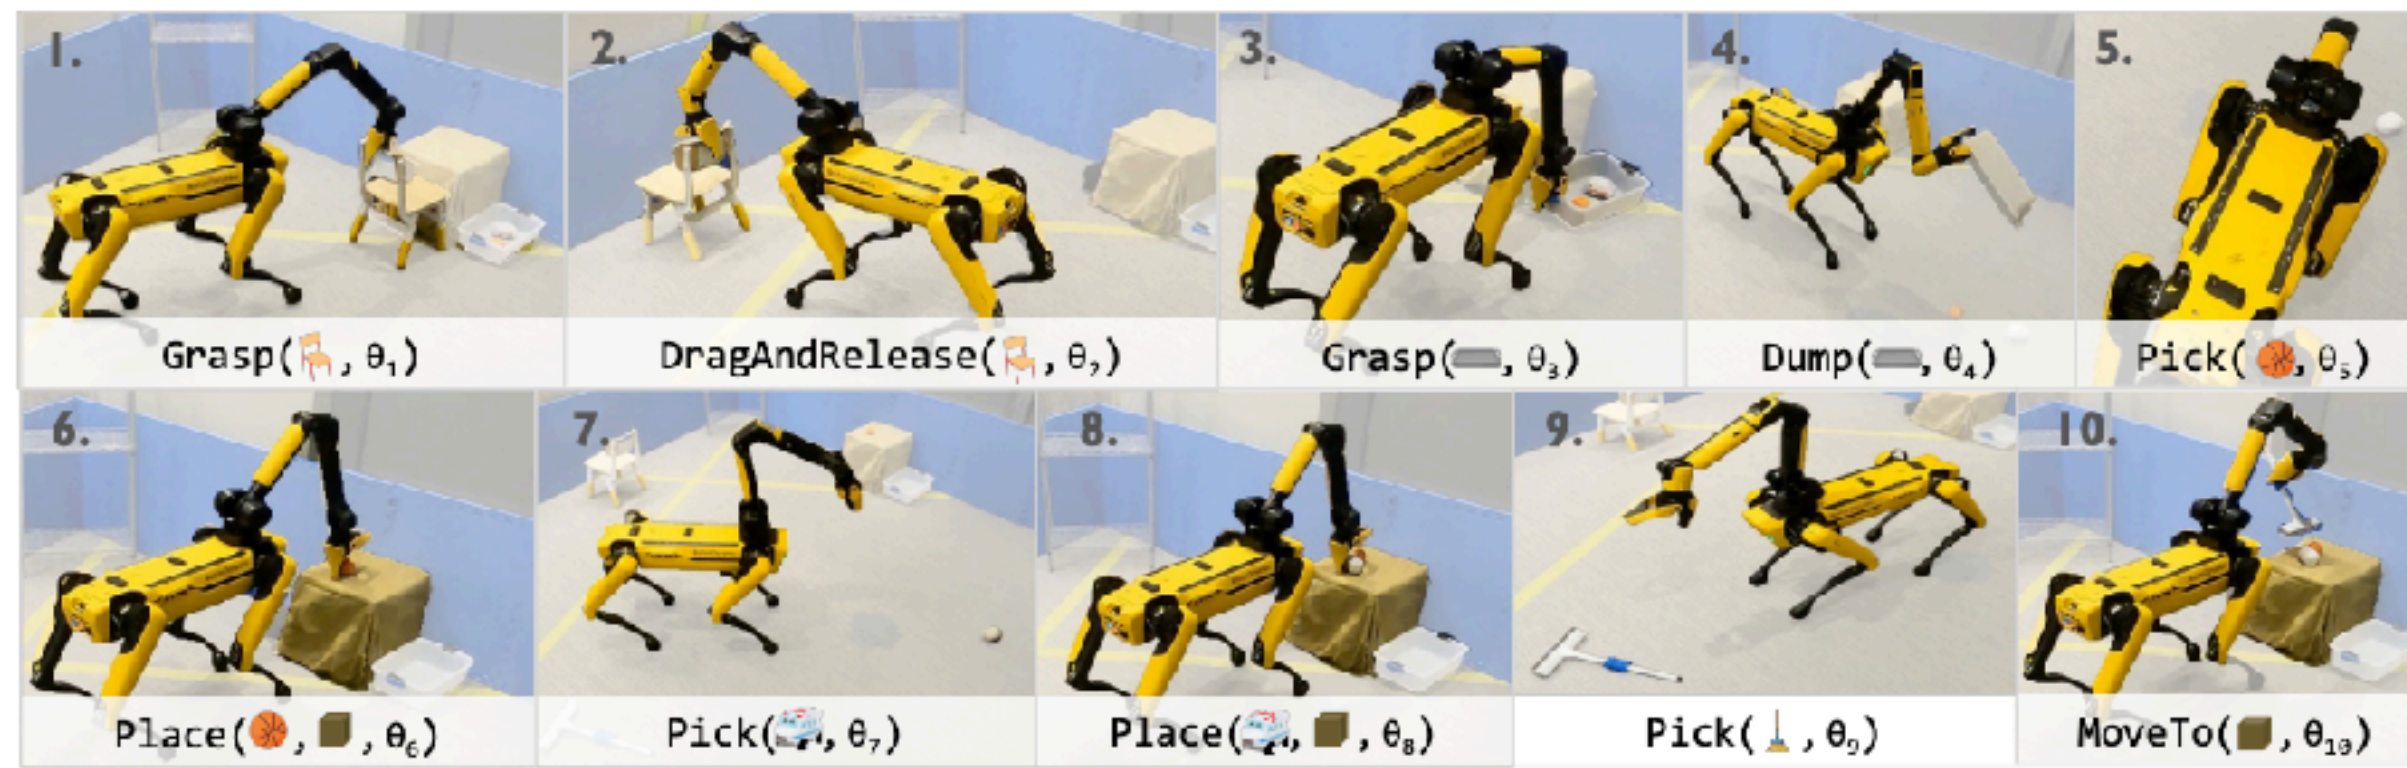 1.
2.
3.
4.
5.
Grasp( , θ₁)
DragAndRelease( , θ₂)
Grasp( , θ₃)
Dump( , θ₄)
Pick( , θ₅)
6.
7.
8.
9.
10.
Place( , , θ₆)
Pick( , θ₇)
Place( , , θ₈)
Pick( , θ₉)
MoveTo( , θ₁₀)